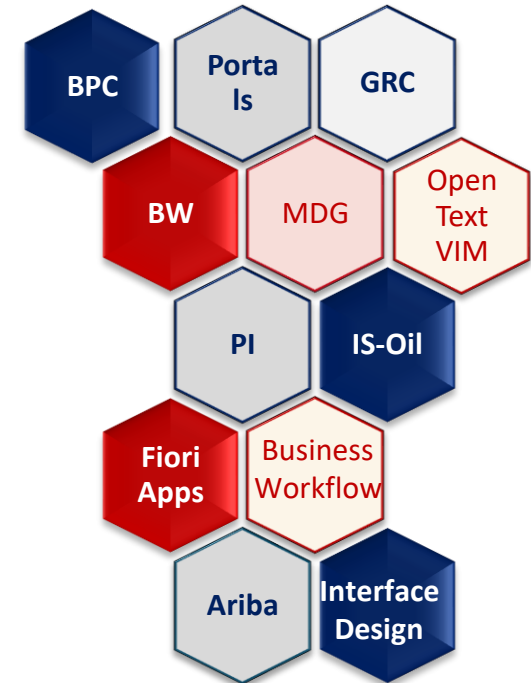 BPC
Porta
ls
GRC
BW
MDG
Open
Text
VIM
PI
IS-Oil
Fiori
Apps
Business
Workflow
Ariba
Interface
Design